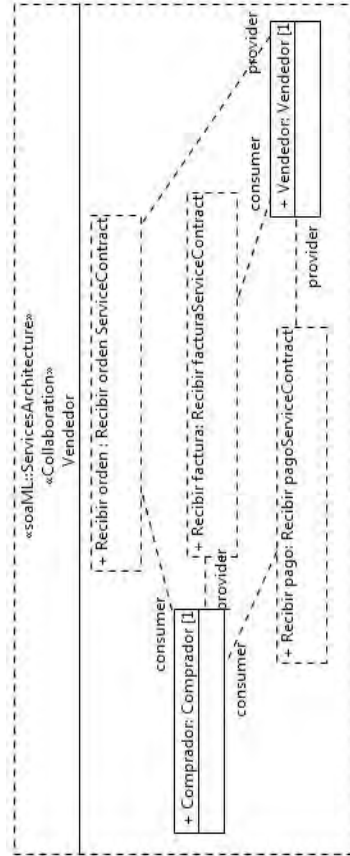 «soaML::ServicesArchitecture»
«Collaboration»
Vendedor
+ Recibir orden : Recibir orden ServiceContract
consumer
provider
+ Recibir factura: Recibir facturaServiceContract
provider
consumer
+ Comprador: Comprador [1
+ Vendedor: Vendedor [1
consumer
provider
+ Recibir pago: Recibir pagoServiceContract